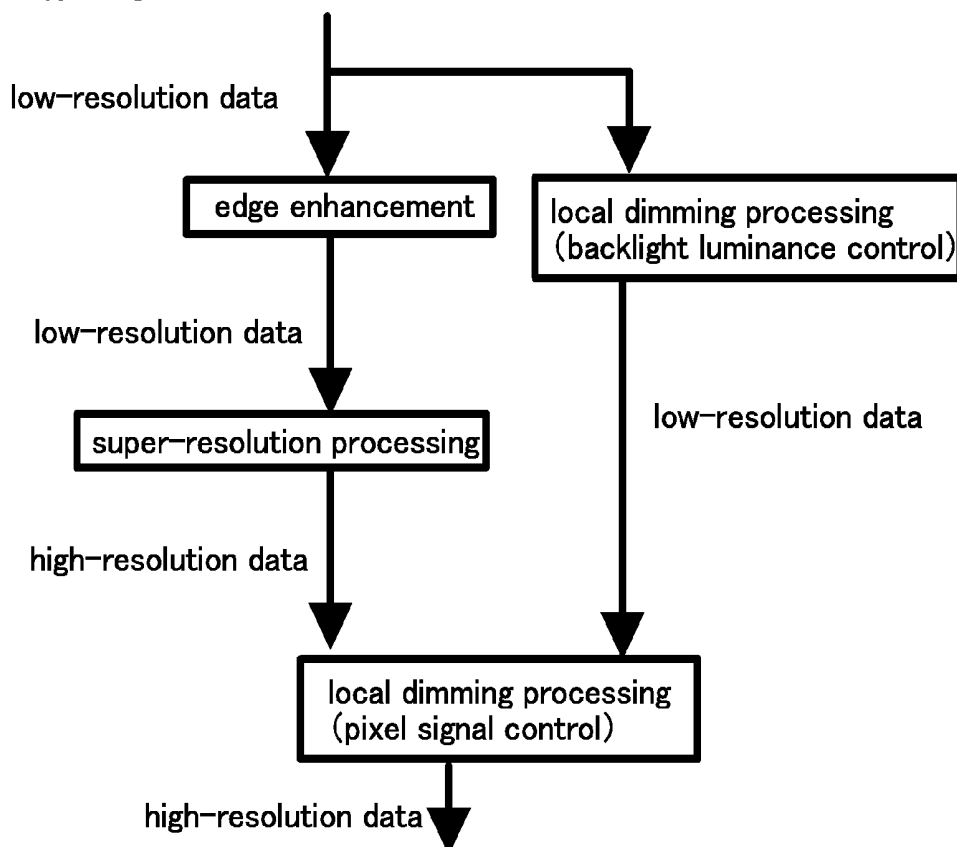 low-resolution data
edge enhancement
local dimming processing
(backlight luminance control)
low-resolution data
low-resolution data
super-resolution processing
high-resolution data
local dimming processing
(pixel signal control)
high-resolution data